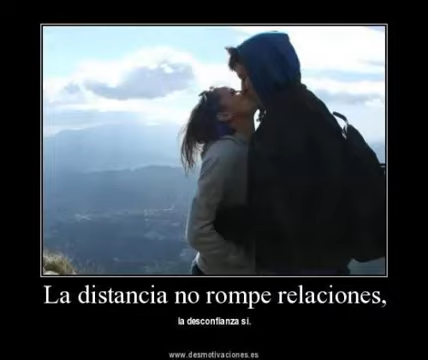 La distancia no rompe relaciones,
la desconfianza sí.
www.desmotivaciones.es